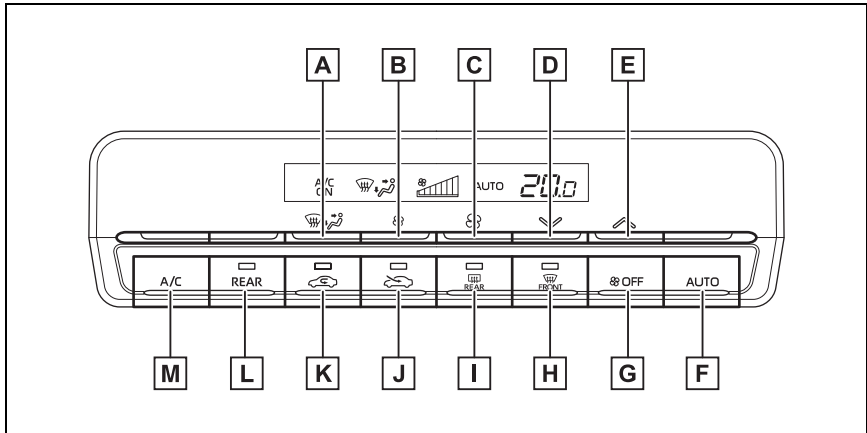 A B C D E
A/C ON AUTO 20.0
A/C REAR REAR FRONT OFF AUTO
M L K J I H G F